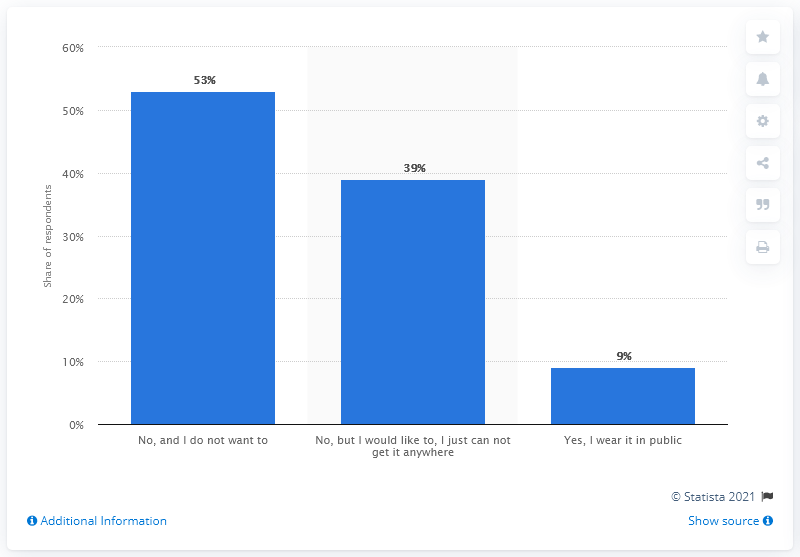 60%
50%
40%
30%
20%
10%
0%
Share of respondents
53%
39%
9%
No, and I do not want to
No, but I would like to, I just can not
get it anywhere
Yes, I wear it in public
© Statista 2021
Additional Information
Show source